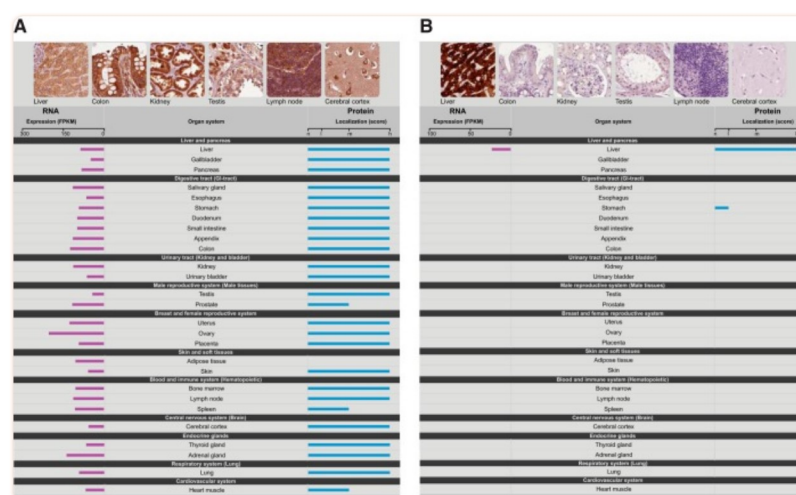 A
Liver Colon Kidney Testis Lymph node Cerebral cortex
RNA Protein
Expression (FPKM) Organ system Localization (score)
Liver and pancreas
Liver
Gallbladder
Pancreas
Digestive tract (GI-tract)
Salivary gland
Esophagus
Stomach
Duodenum
Small intestine
Appendix
Colon
Urinary tract (Kidney and bladder)
Kidney
Urinary bladder
Male reproductive system (Male tissues)
Testis
Prostate
Breast and female reproductive system
Uterus
Ovary
Placenta
Skin and soft tissues
Adipose tissue
Skin
Blood and immune system (Hematopoietic)
Bone marrow
Lymph node
Spleen
Central nervous system (Brain)
Cerebral cortex
Endocrine glands
Thyroid gland
Adrenal gland
Respiratory system (Lung)
Lung
Cardiovascular system
Heart muscle
B
Liver Colon Kidney Testis Lymph node Cerebral cortex
RNA Protein
Expression (FPKM) Organ system Localization (score)
100 50 0
Liver and pancreas
Liver
Gallbladder
Pancreas
Digestive tract (GI-tract)
Salivary gland
Esophagus
Stomach
Duodenum
Small intestine
Appendix
Colon
Urinary tract (Kidney and bladder)
Kidney
Urinary bladder
Male reproductive system (Male tissues)
Testis
Prostate
Breast and female reproductive system
Uterus
Ovary
Placenta
Skin and soft tissues
Adipose tissue
Skin
Blood and immune system (Hematopoietic)
Bone marrow
Lymph node
Spleen
Central nervous system (Brain)
Cerebral cortex
Endocrine glands
Thyroid gland
Adrenal gland
Respiratory system (Lung)
Lung
Cardiovascular system
Heart muscle